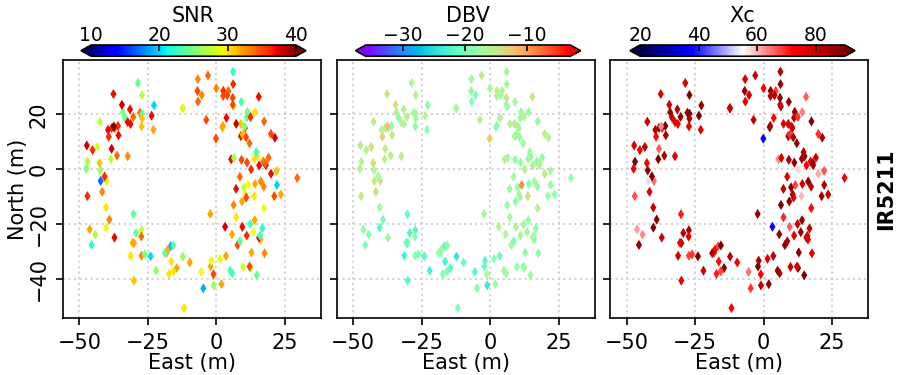 SNR DBV Xc
10 20 30 40 −30 −20 −10 20 40 60 80
20
0
−20
−40
North (m)
IR5211
−50 −25 0 25 −50 −25 0 25 −50 −25 0 25
East (m) East (m) East (m)